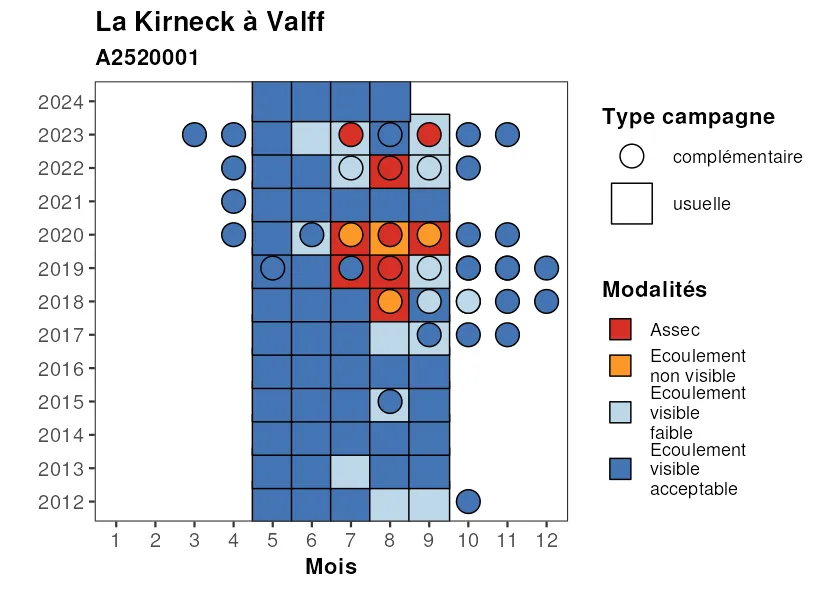 La Kirneck à Valff
A2520001
2024
2023
2022
2021
2020
2019
2018
2017
2016
2015
2014
2013
2012
1 2 3 4 5 6 7 8 9 10 11 12
Mois
Type campagne
complémentaire
usuelle
Modalités
Assec
Ecoulement
non visible
Ecoulement
visible
faible
Ecoulement
visible
acceptable